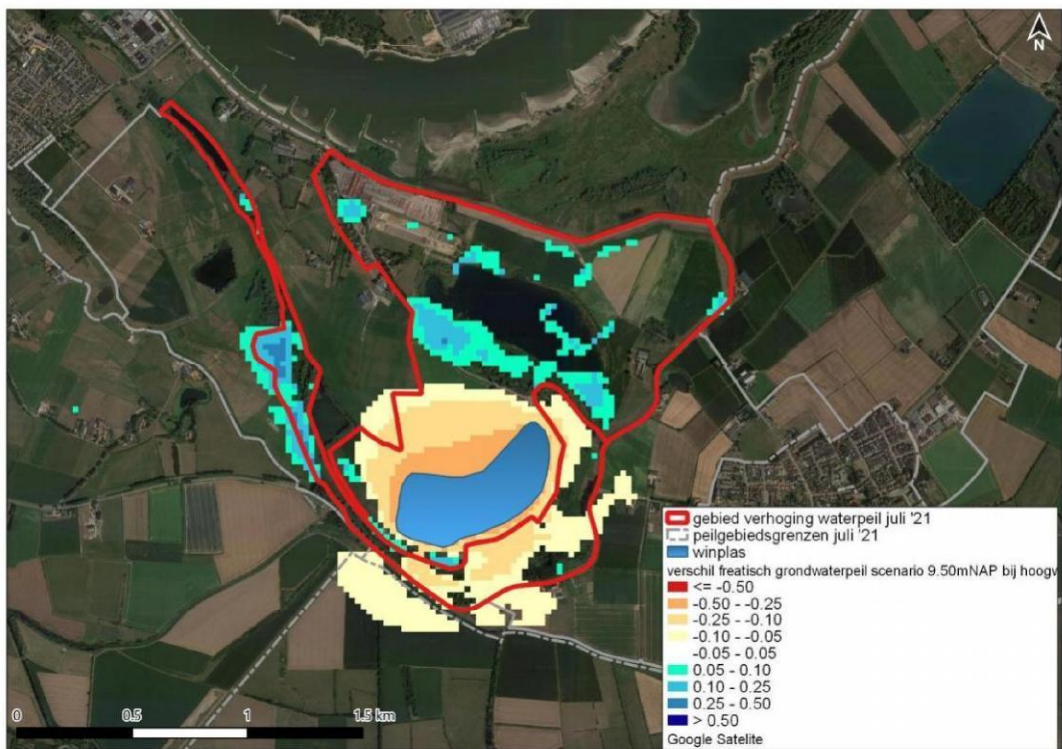 N
gebied verhoging waterpeil juli '21
peilgebiedsgrenzen juli '21
winplas
verschil freatisch grondwaterpeil scenario 9.50mNAP bij hoogw
<= -0.50
-0.50 - -0.25
-0.25 - -0.10
-0.10 - -0.05
-0.05 - 0.05
0.05 - 0.10
0.10 - 0.25
0.25 - 0.50
> 0.50
Google Satelite
0 0.5 1 1.5 km